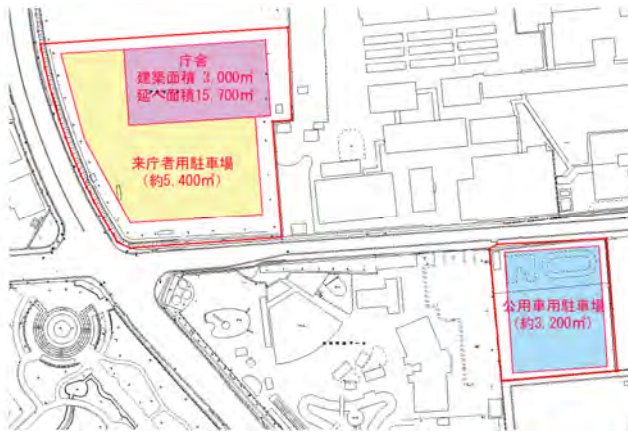 庁舎
建築面積 3,000㎡
延べ面積15,700㎡
来庁者用駐車場
(約5,400㎡)
公用車用駐車場
(約3,200㎡)